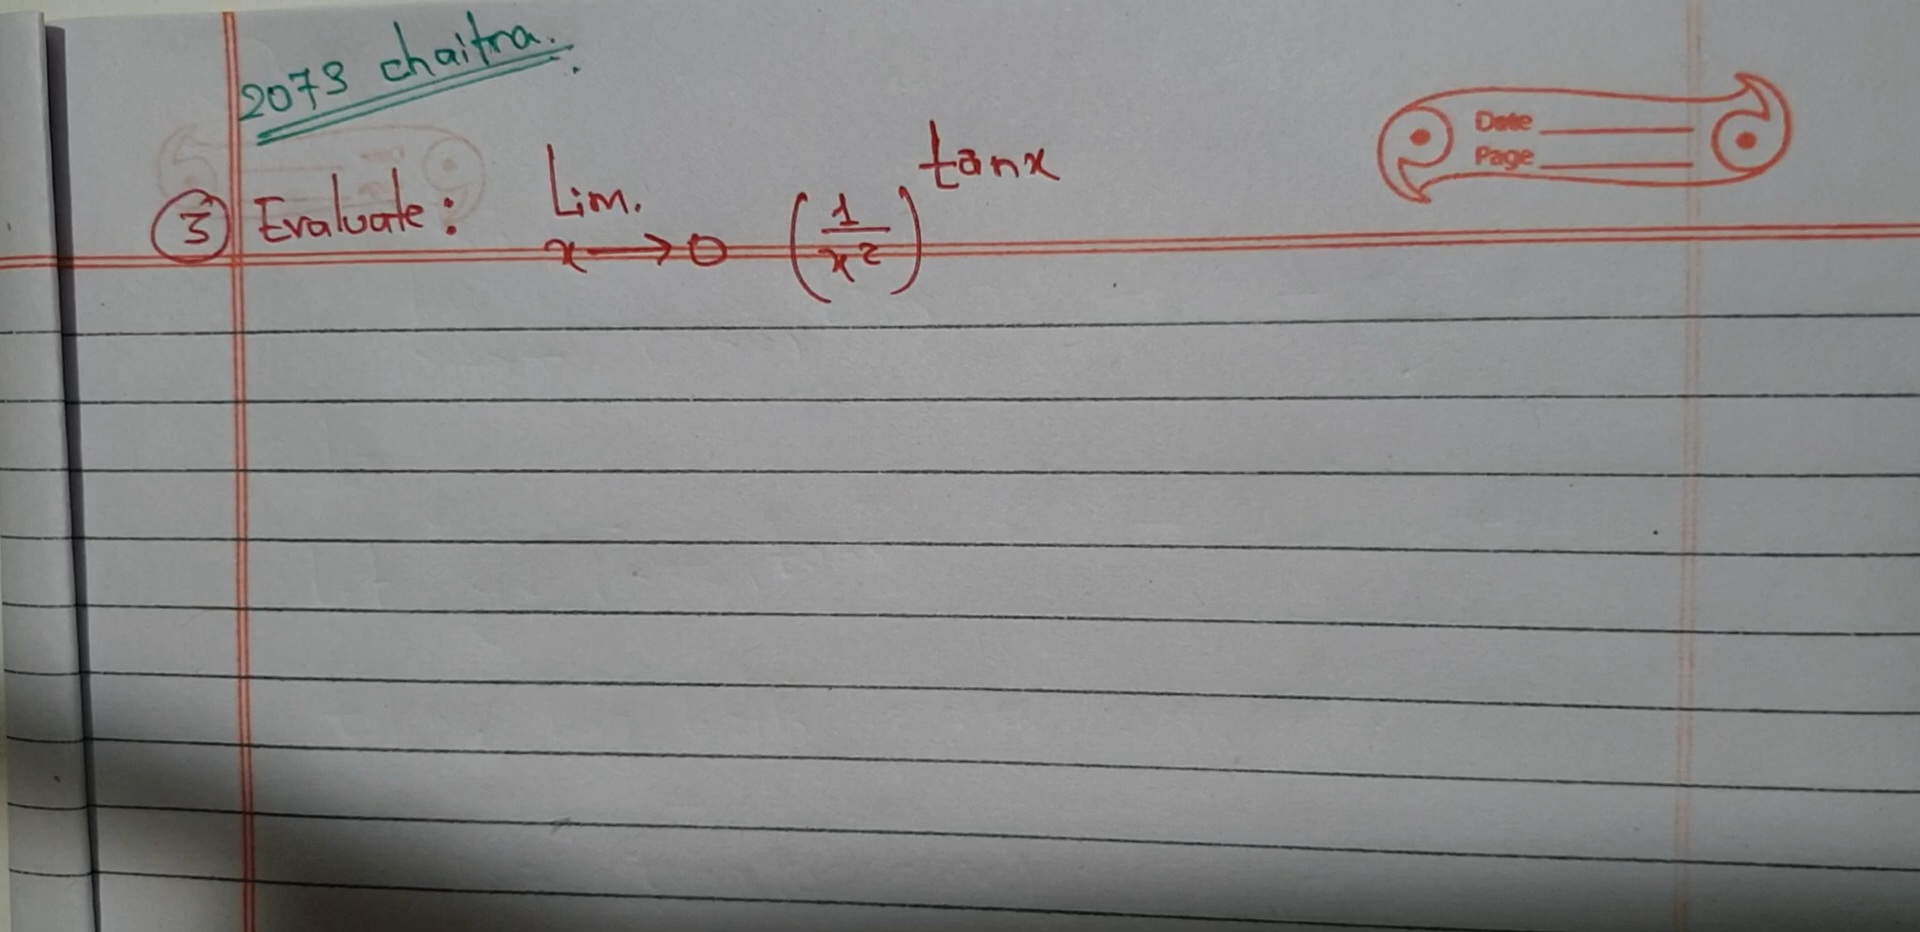 2073 chaitra.
Date
Page
③ Evaluate: Lim. x→0 (1/x²)^tanx